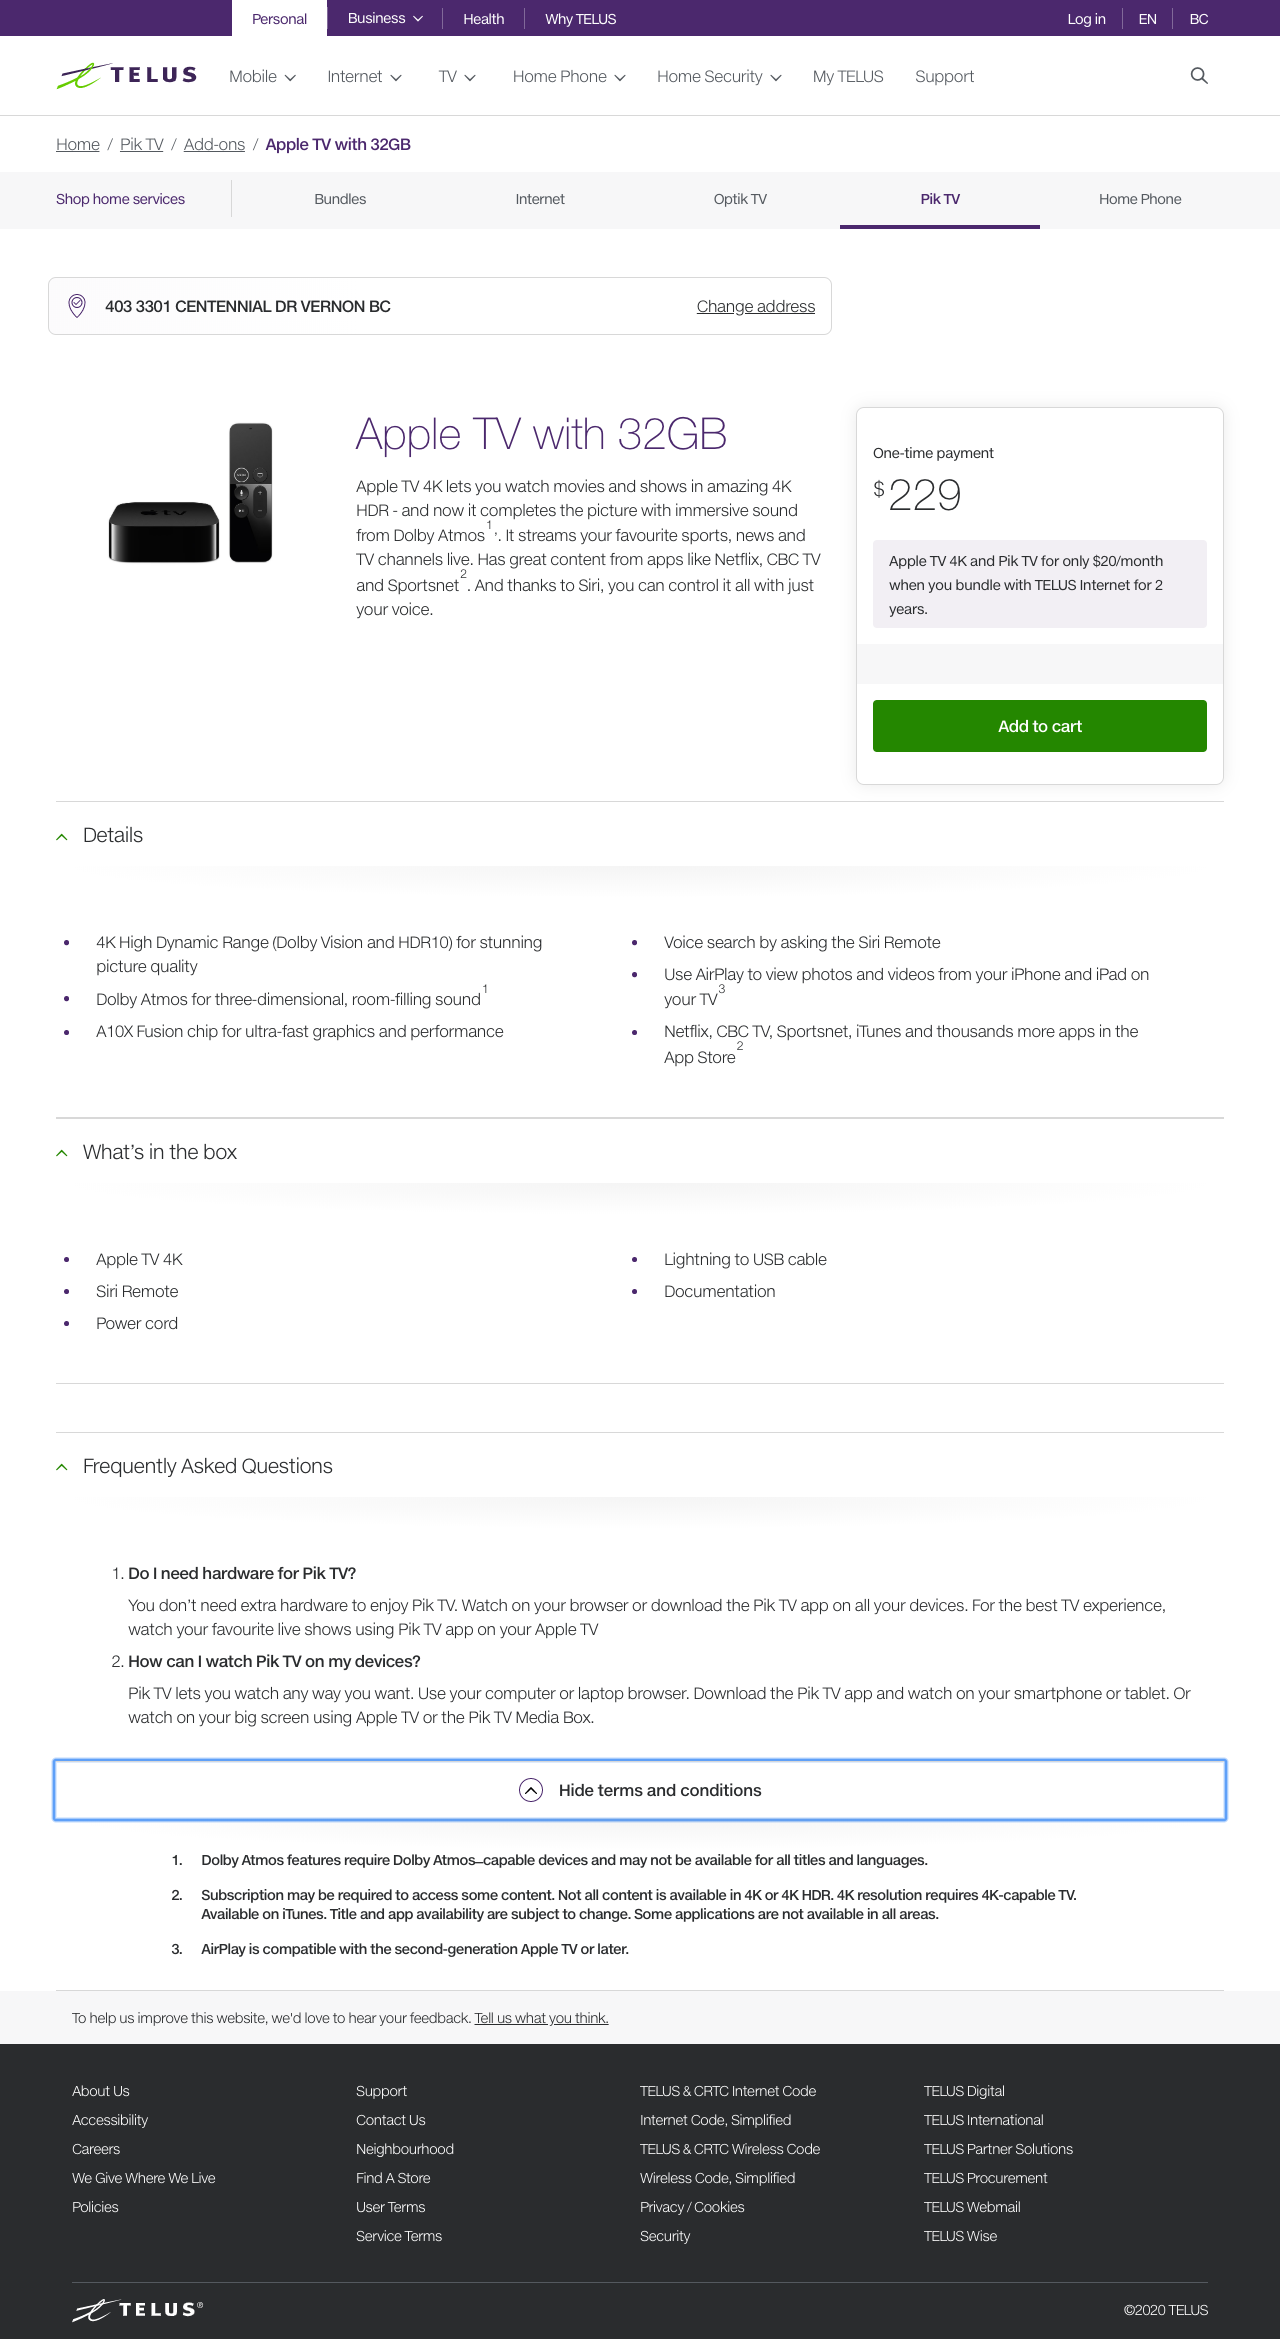 Personal Business Health Why TELUS Log in EN BC
TELUS Mobile Internet TV Home Phone Home Security My TELUS Support
Home / Pik TV / Add-ons / Apple TV with 32GB
Shop home services Bundles Internet Optik TV Pik TV Home Phone
403 3301 CENTENNIAL DR VERNON BC Change address
Apple TV with 32GB
Apple TV 4K lets you watch movies and shows in amazing 4K
HDR - and now it completes the picture with immersive sound
from Dolby Atmos1,. It streams your favourite sports, news and
TV channels live. Has great content from apps like Netflix, CBC TV
and Sportsnet2. And thanks to Siri, you can control it all with just
your voice.
One-time payment
$229
Apple TV 4K and Pik TV for only $20/month
when you bundle with TELUS Internet for 2
years.
Add to cart
Details
4K High Dynamic Range (Dolby Vision and HDR10) for stunning
picture quality
Dolby Atmos for three-dimensional, room-filling sound1
A10X Fusion chip for ultra-fast graphics and performance
Voice search by asking the Siri Remote
Use AirPlay to view photos and videos from your iPhone and iPad on
your TV3
Netflix, CBC TV, Sportsnet, iTunes and thousands more apps in the
App Store2
What's in the box
Apple TV 4K
Siri Remote
Power cord
Lightning to USB cable
Documentation
Frequently Asked Questions
1. Do I need hardware for Pik TV?
You don't need extra hardware to enjoy Pik TV. Watch on your browser or download the Pik TV app on all your devices. For the best TV experience,
watch your favourite live shows using Pik TV app on your Apple TV
2. How can I watch Pik TV on my devices?
Pik TV lets you watch any way you want. Use your computer or laptop browser. Download the Pik TV app and watch on your smartphone or tablet. Or
watch on your big screen using Apple TV or the Pik TV Media Box.
Hide terms and conditions
1. Dolby Atmos features require Dolby Atmos–capable devices and may not be available for all titles and languages.
2. Subscription may be required to access some content. Not all content is available in 4K or 4K HDR. 4K resolution requires 4K-capable TV.
Available on iTunes. Title and app availability are subject to change. Some applications are not available in all areas.
3. AirPlay is compatible with the second-generation Apple TV or later.
To help us improve this website, we'd love to hear your feedback. Tell us what you think.
About Us
Accessibility
Careers
We Give Where We Live
Policies
Support
Contact Us
Neighbourhood
Find A Store
User Terms
Service Terms
TELUS & CRTC Internet Code
Internet Code, Simplified
TELUS & CRTC Wireless Code
Wireless Code, Simplified
Privacy / Cookies
Security
TELUS Digital
TELUS International
TELUS Partner Solutions
TELUS Procurement
TELUS Webmail
TELUS Wise
TELUS® ©2020 TELUS